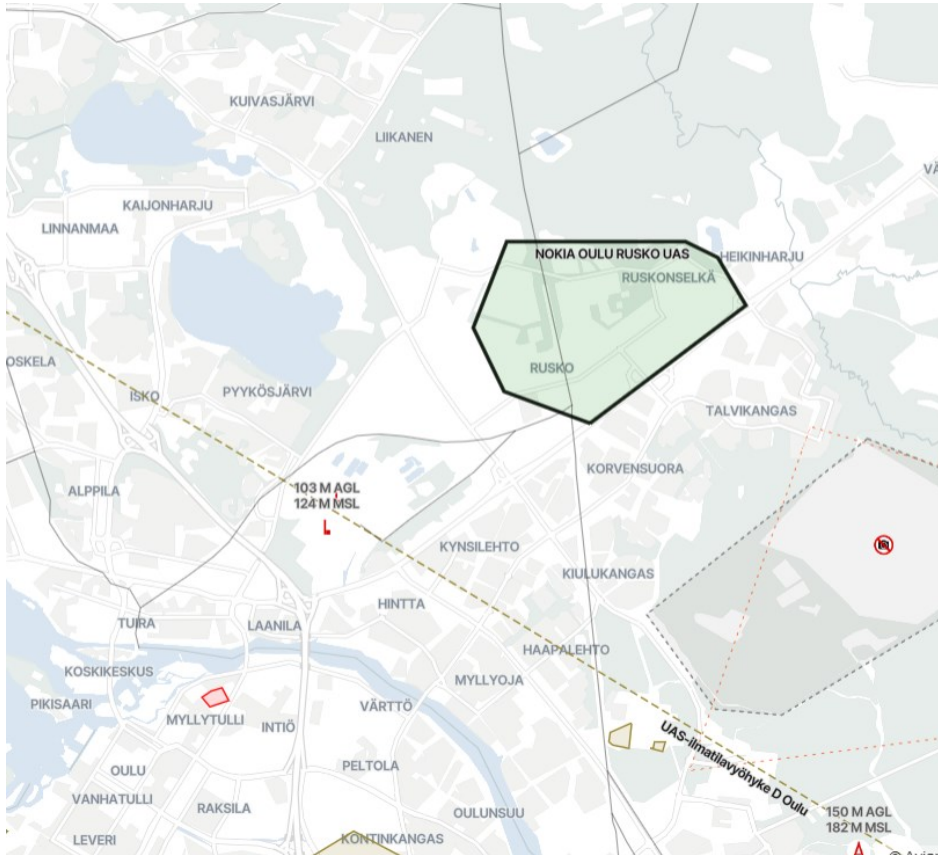 KUIVASJÄRVI
LIIKANEN
VÄ
KAIJONHARJU
LINNANMAA
NOKIA OULU RUSKO UAS
HEIKINHARJU
RUSKONSELKÄ
OSKELA
RUSKO
ISKO
PYYKÖSJÄRVI
TALVIKANGAS
KORVENSUORA
ALPPILA
103 M AGL
124 M MSL
KYNSILEHTO
KIULUKANGAS
HINTTA
TUIRA
LAANILA
HAAPALEHTO
KOSKIKESKUS
MYLLYOJA
PIKISAARI
VÄRTTÖ
MYLLYTULLI
INTIÖ
UAS-ilmatilavyöhyke D Oulu
PELTOLA
OULU
VANHATULLI
RAKSILA
OULUNSUU
150 M AGL
182 M MSL
LEVERI
KONTINKANGAS